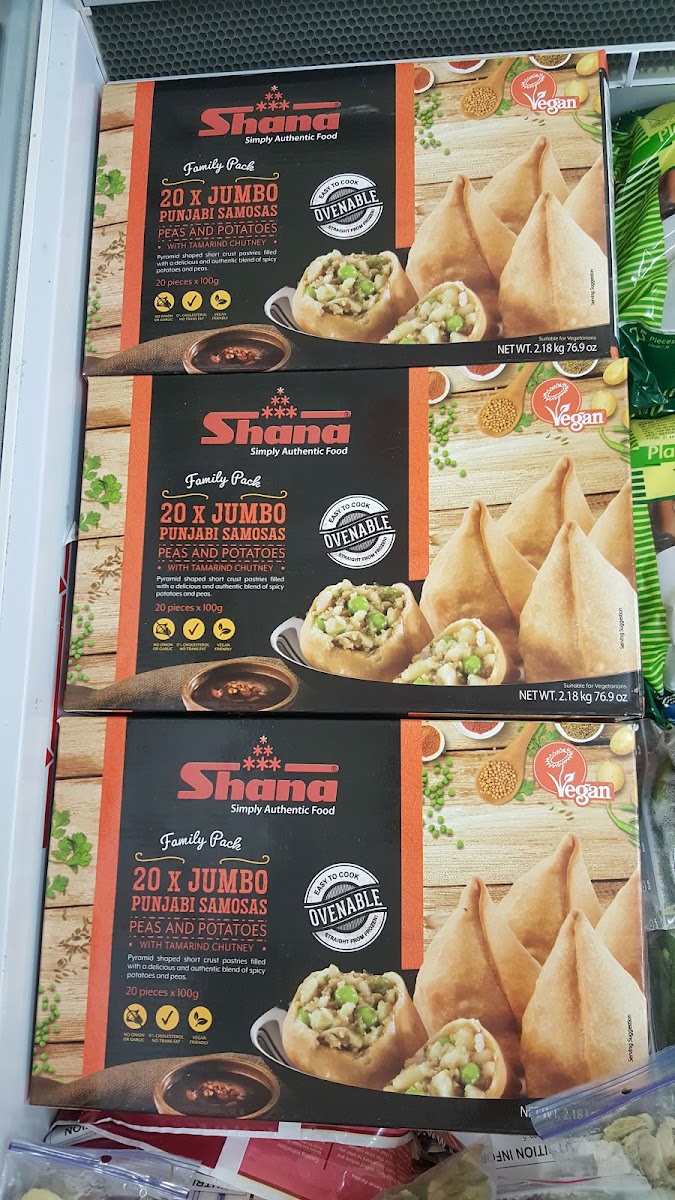 Shana
Simply Authentic Food
Vegan
Family Pack
20 X JUMBO
PUNJABI SAMOSAS
PEAS AND POTATOES
• WITH TAMARIND CHUTNEY •
Pyramid shaped short crust pastries filled
with a delicious and authentic blend of spicy
potatoes and peas.
20 pieces x 100g
EASY TO COOK
OVENABLE
STRAIGHT FROM FROZEN!
NO ONION
OR GARLIC
0% CHOLESTEROL
NO TRANS FAT
VEGAN
FRIENDLY
Serving Suggestion
Suitable for Vegetarians
NET WT. 2.18 kg 76.9 oz
Pieces
Shana®
Simply Authentic Food
Vegan
Family Pack
20 X JUMBO
PUNJABI SAMOSAS
PEAS AND POTATOES
• WITH TAMARIND CHUTNEY •
Pyramid shaped short crust pastries filled
with a delicious and authentic blend of spicy
potatoes and peas.
20 pieces x 100g
EASY TO COOK
OVENABLE
STRAIGHT FROM FROZEN!
NO ONION
OR GARLIC
0% CHOLESTEROL
NO TRANS FAT
VEGAN
FRIENDLY
Serving Suggestion
Suitable for Vegetarians
NET WT. 2.18 kg 76.9 oz
Pla
Shana®
Simply Authentic Food
Vegan
Family Pack
20 X JUMBO
PUNJABI SAMOSAS
PEAS AND POTATOES
• WITH TAMARIND CHUTNEY •
Pyramid shaped short crust pastries filled
with a delicious and authentic blend of spicy
potatoes and peas.
20 pieces x 100g
EASY TO COOK
OVENABLE
STRAIGHT FROM FROZEN!
NO ONION
OR GARLIC
0% CHOLESTEROL
NO TRANS FAT
VEGAN
FRIENDLY
Serving Suggestion
WT. 2.18
ITION INFO